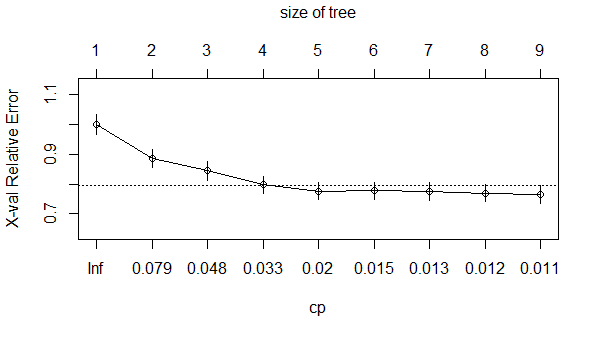 size of tree
1 2 3 4 5 6 7 8 9
X-val Relative Error
1.1
0.9
0.7
Inf 0.079 0.048 0.033 0.02 0.015 0.013 0.012 0.011
cp